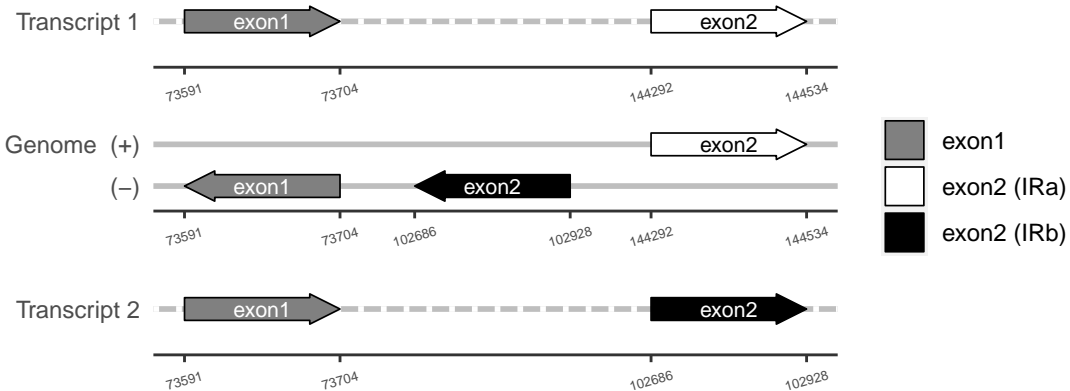 Transcript 1 exon1 exon2
73591 73704 144292 144534
Genome (+) exon2
(−) exon1 exon2
73591 73704 102686 102928 144292 144534
Transcript 2 exon1 exon2
73591 73704 102686 102928
exon1
exon2 (IRa)
exon2 (IRb)